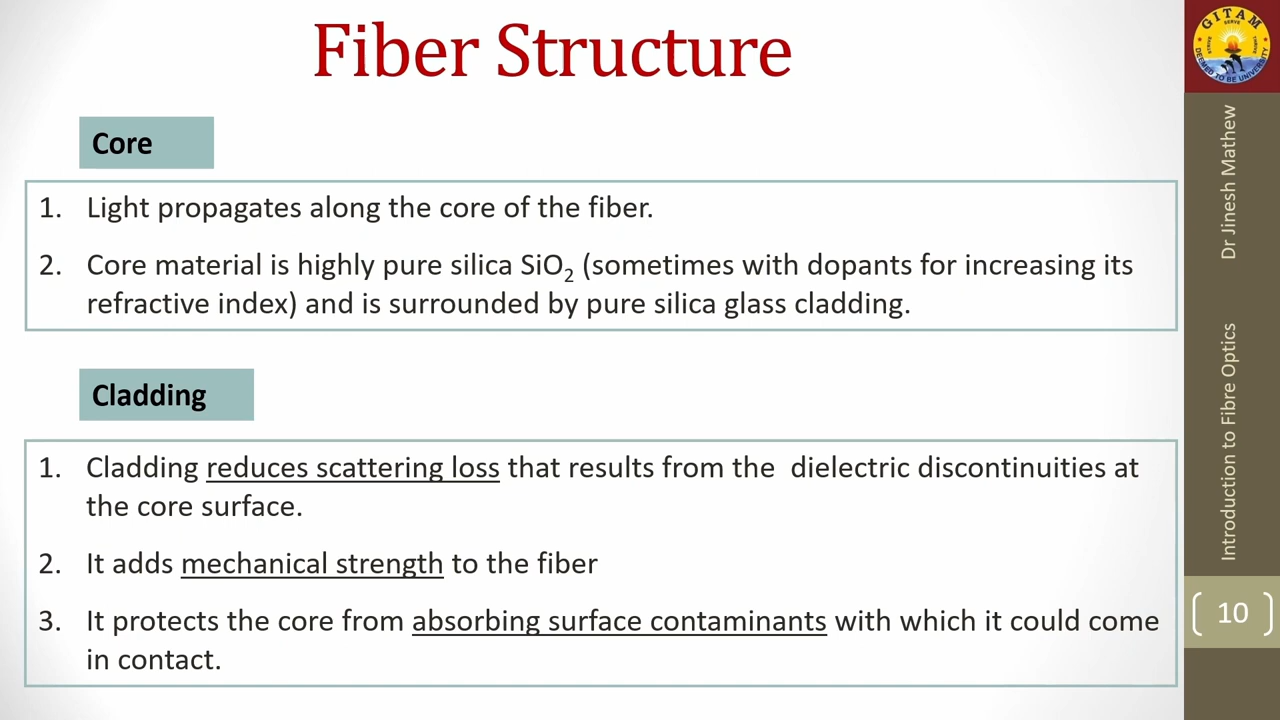 Fiber Structure
Core
1. Light propagates along the core of the fiber.
2. Core material is highly pure silica SiO₂ (sometimes with dopants for increasing its
refractive index) and is surrounded by pure silica glass cladding.
Cladding
1. Cladding reduces scattering loss that results from the  dielectric discontinuities at
the core surface.
2. It adds mechanical strength to the fiber
3. It protects the core from absorbing surface contaminants with which it could come
in contact.
GITAM
SERVE
DEEMED TO BE UNIVERSITY
Dr Jinesh Mathew
Introduction to Fibre Optics
10